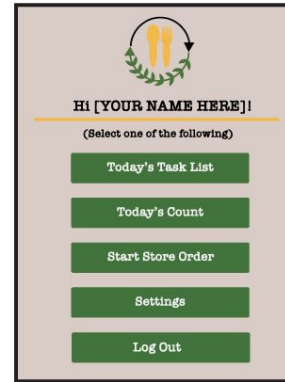 Hi [YOUR NAME HERE]!
(Select one of the following)
Today's Task List
Today's Count
Start Store Order
Settings
Log Out